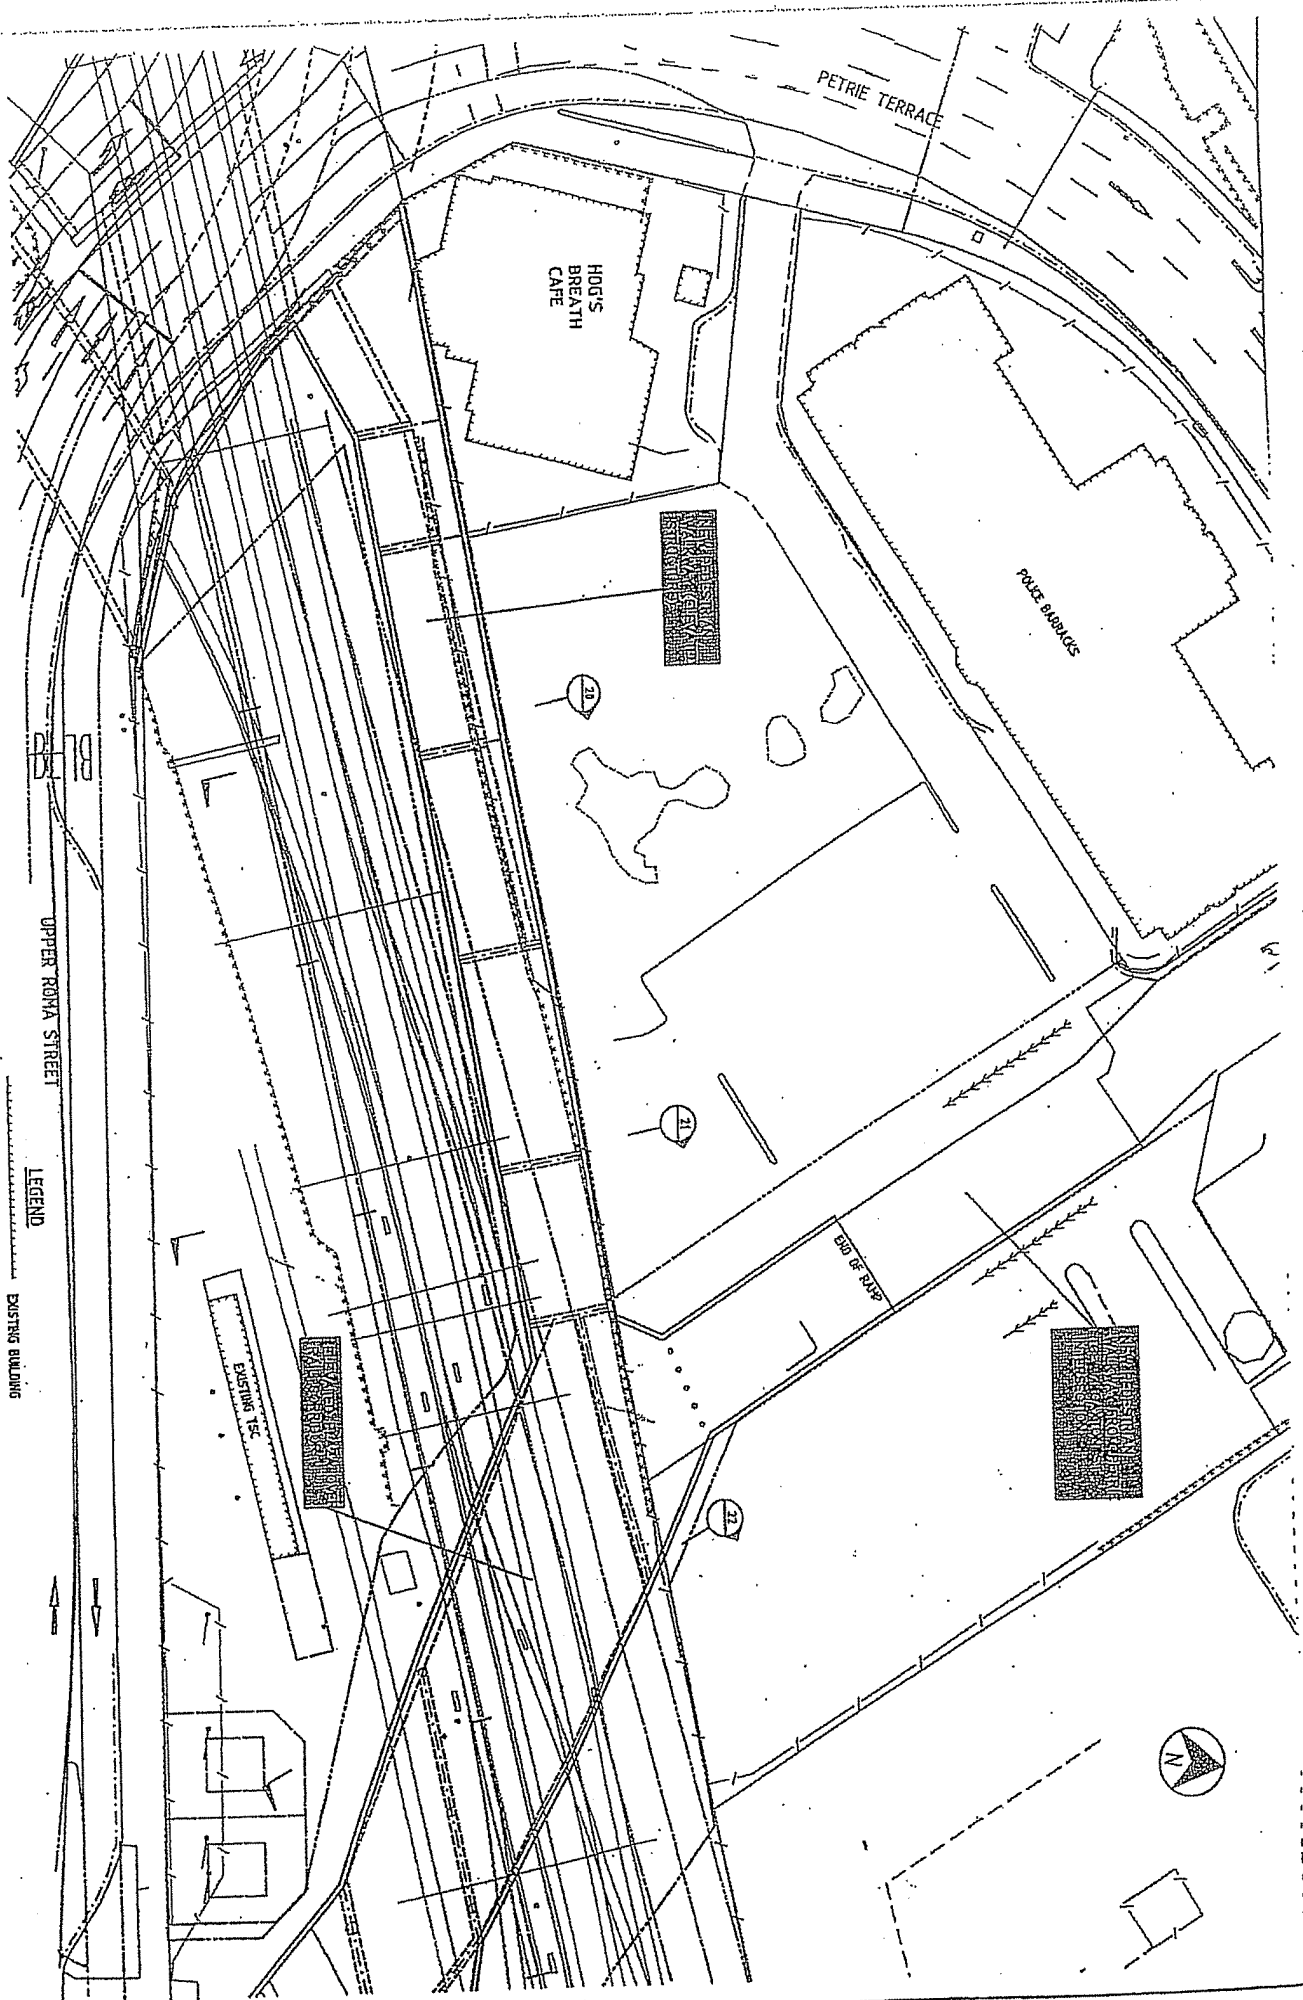 PETRIE TERRACE
HOG'S
BREATH
CAFE
POLICE BARRACKS
20
21
END OF RAMP
22
UPPER ROMA STREET
EXISTING TSC
LEGEND
EXISTING BUILDING
N